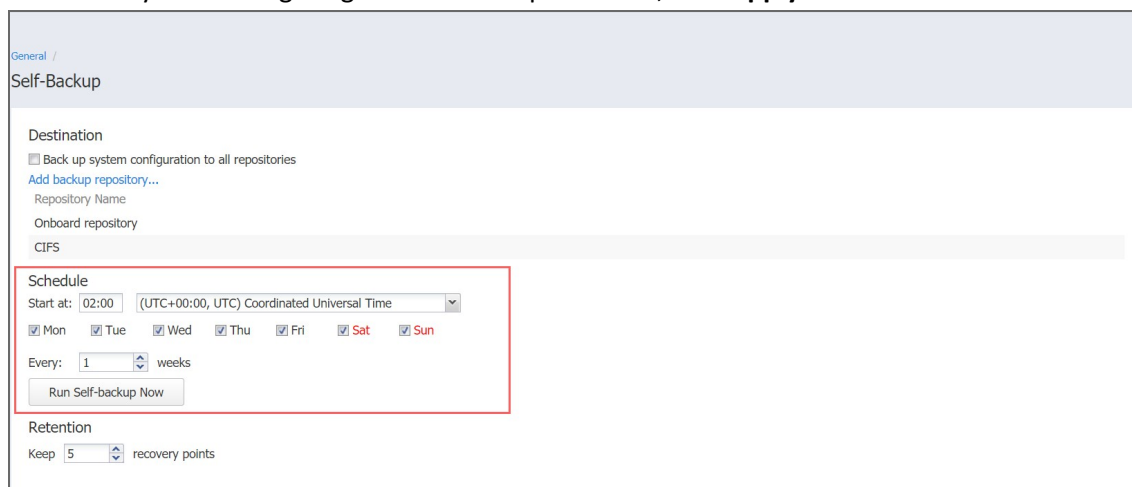 General /
Self-Backup
Destination
Back up system configuration to all repositories
Add backup repository...
Repository Name
Onboard repository
CIFS
Schedule
Start at: 02:00 (UTC+00:00, UTC) Coordinated Universal Time
Mon Tue Wed Thu Fri Sat Sun
Every: 1 weeks
Run Self-backup Now
Retention
Keep 5 recovery points